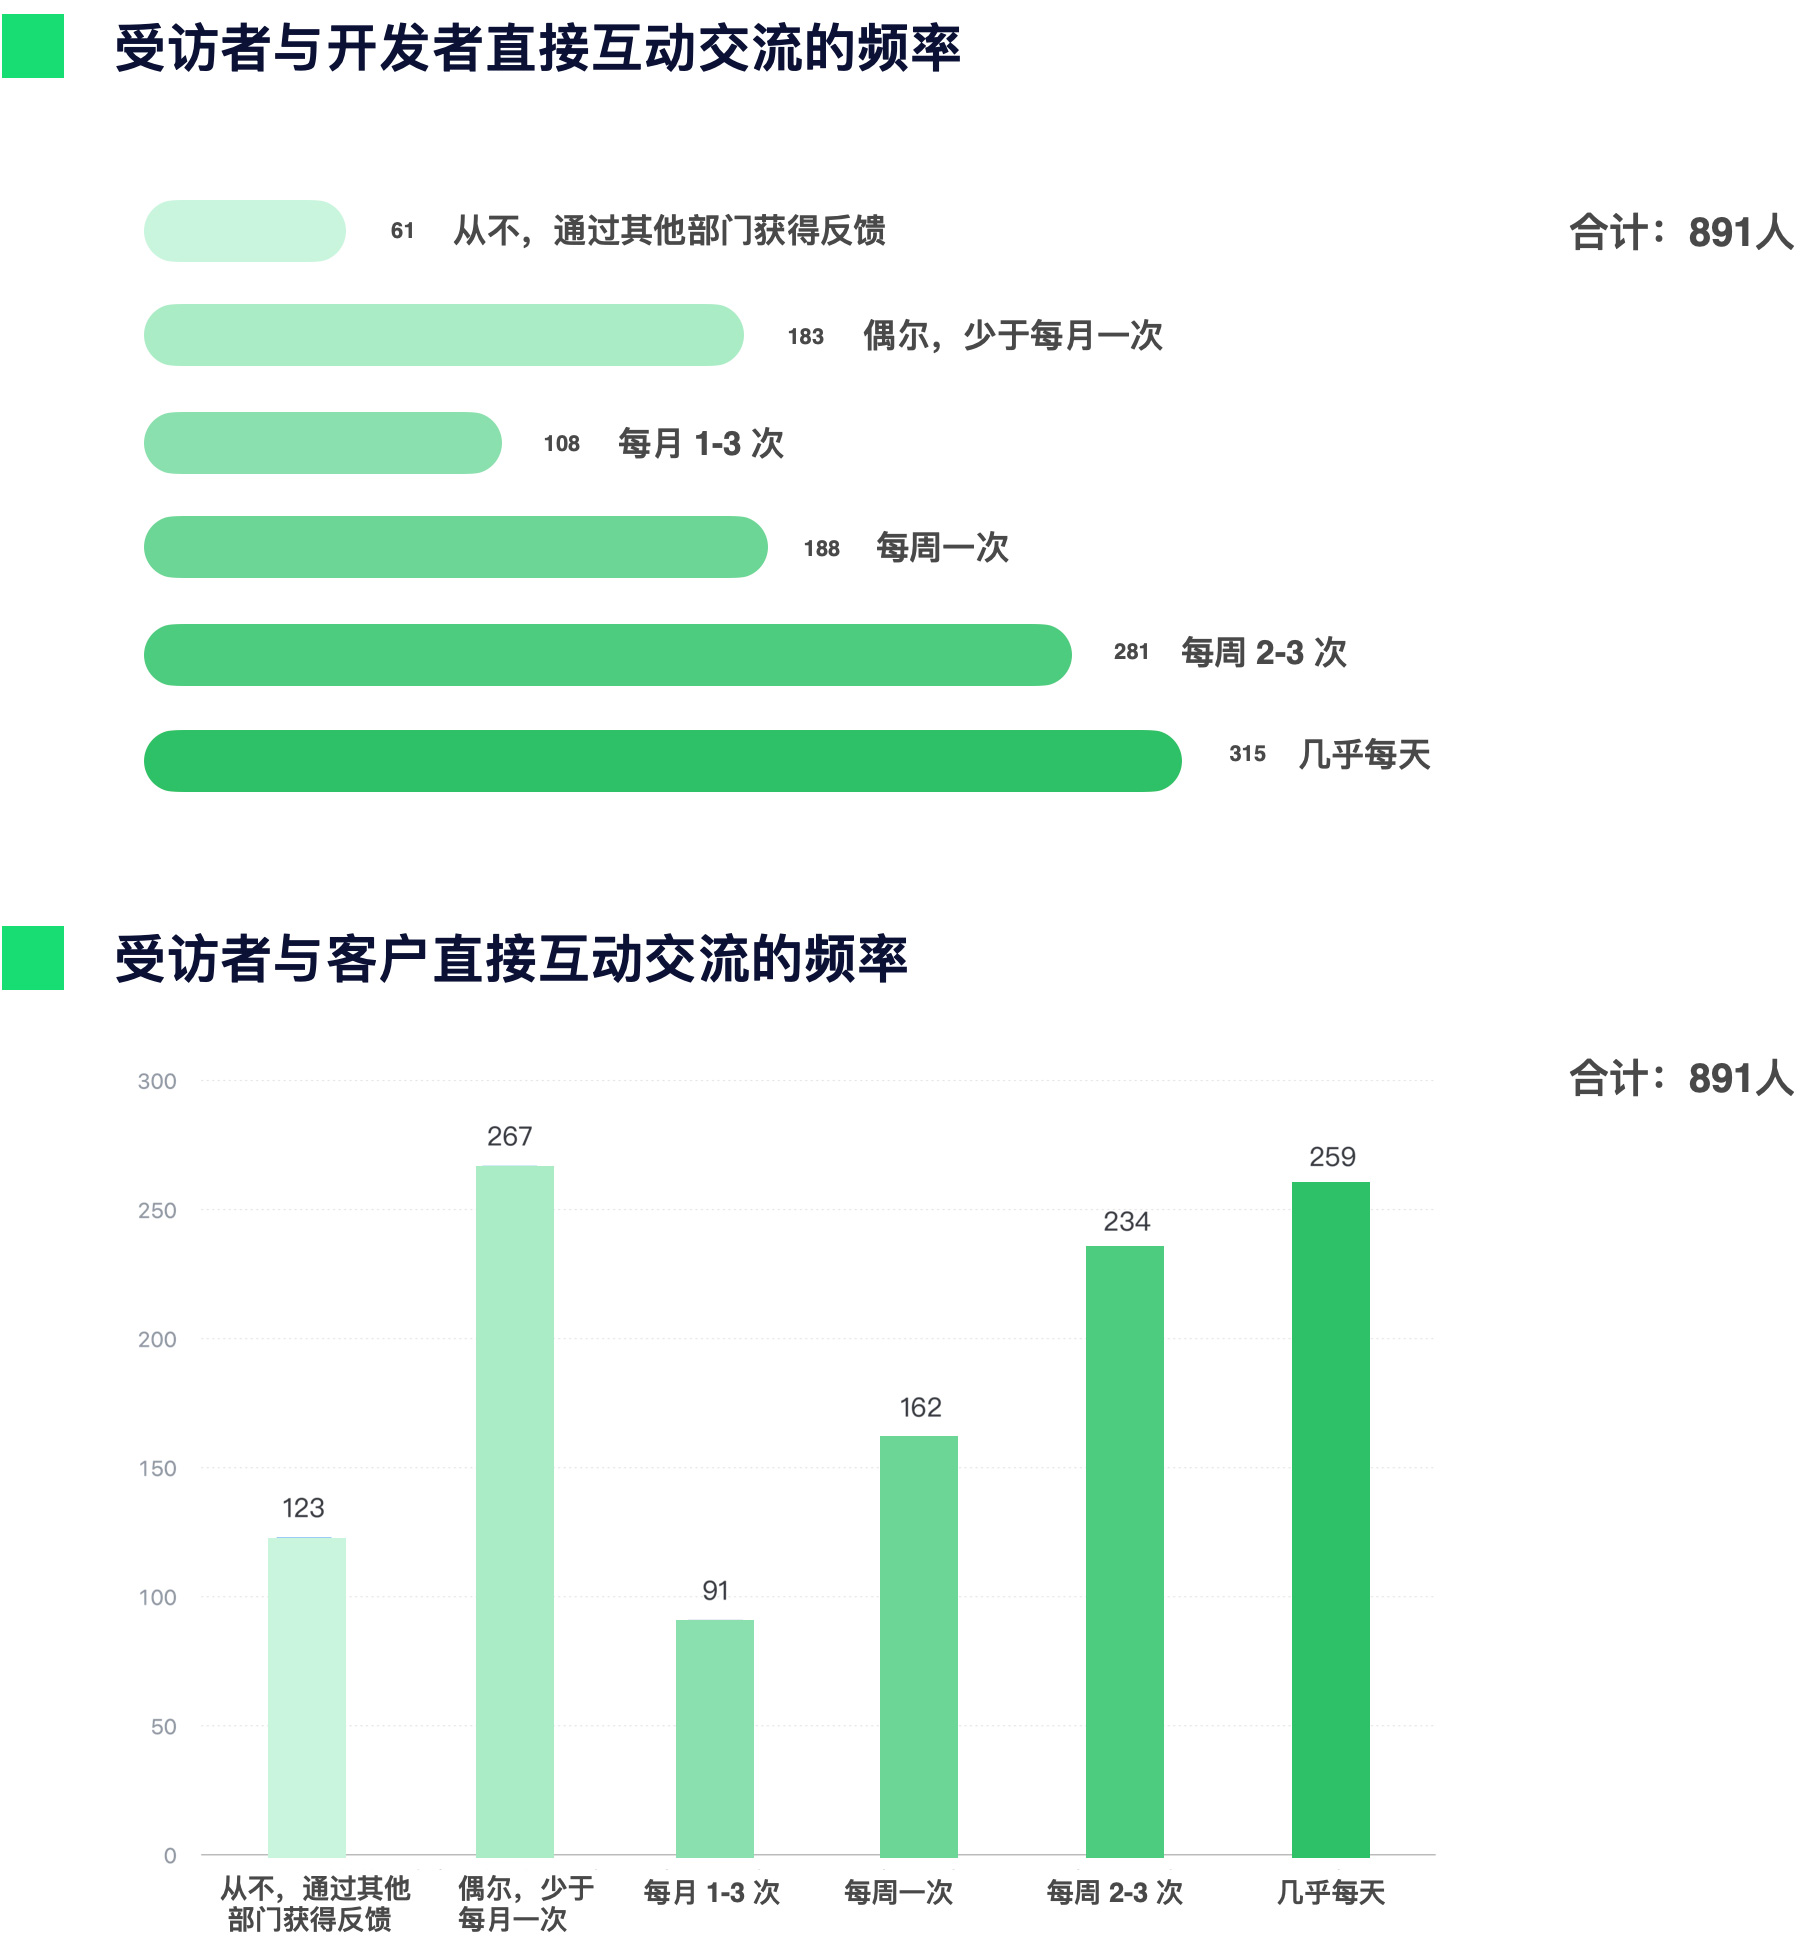 受访者与开发者直接互动交流的频率
61 从不，通过其他部门获得反馈
合计：891人
183 偶尔，少于每月一次
108 每月 1-3 次
188 每周一次
281 每周 2-3 次
315 几乎每天
受访者与客户直接互动交流的频率
合计：891人
300
267
259
250
234
200
162
150
123
100
91
50
0
从不，通过其他
部门获得反馈
偶尔，少于
每月一次
每月 1-3 次
每周一次
每周 2-3 次
几乎每天